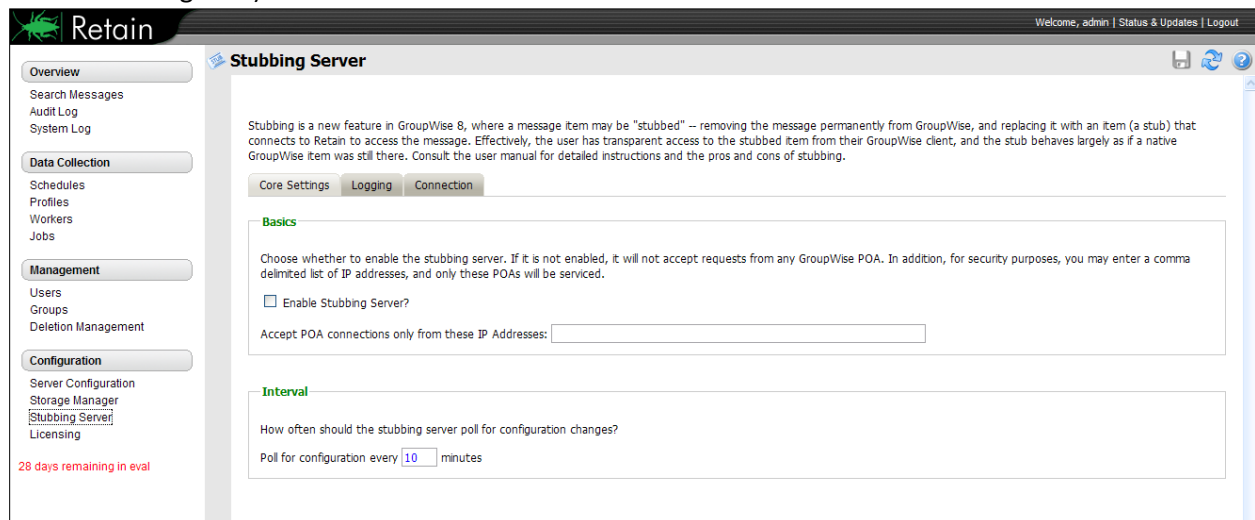 Retain
Welcome, admin | Status & Updates | Logout
Overview
Search Messages
Audit Log
System Log
Data Collection
Schedules
Profiles
Workers
Jobs
Management
Users
Groups
Deletion Management
Configuration
Server Configuration
Storage Manager
Stubbing Server
Licensing
28 days remaining in eval
Stubbing Server
Stubbing is a new feature in GroupWise 8, where a message item may be "stubbed" -- removing the message permanently from GroupWise, and replacing it with an item (a stub) that
connects to Retain to access the message. Effectively, the user has transparent access to the stubbed item from their GroupWise client, and the stub behaves largely as if a native
GroupWise item was still there. Consult the user manual for detailed instructions and the pros and cons of stubbing.
Core Settings Logging Connection
Basics
Choose whether to enable the stubbing server. If it is not enabled, it will not accept requests from any GroupWise POA. In addition, for security purposes, you may enter a comma
delimited list of IP addresses, and only these POAs will be serviced.
Enable Stubbing Server?
Accept POA connections only from these IP Addresses:
Interval
How often should the stubbing server poll for configuration changes?
Poll for configuration every 10 minutes